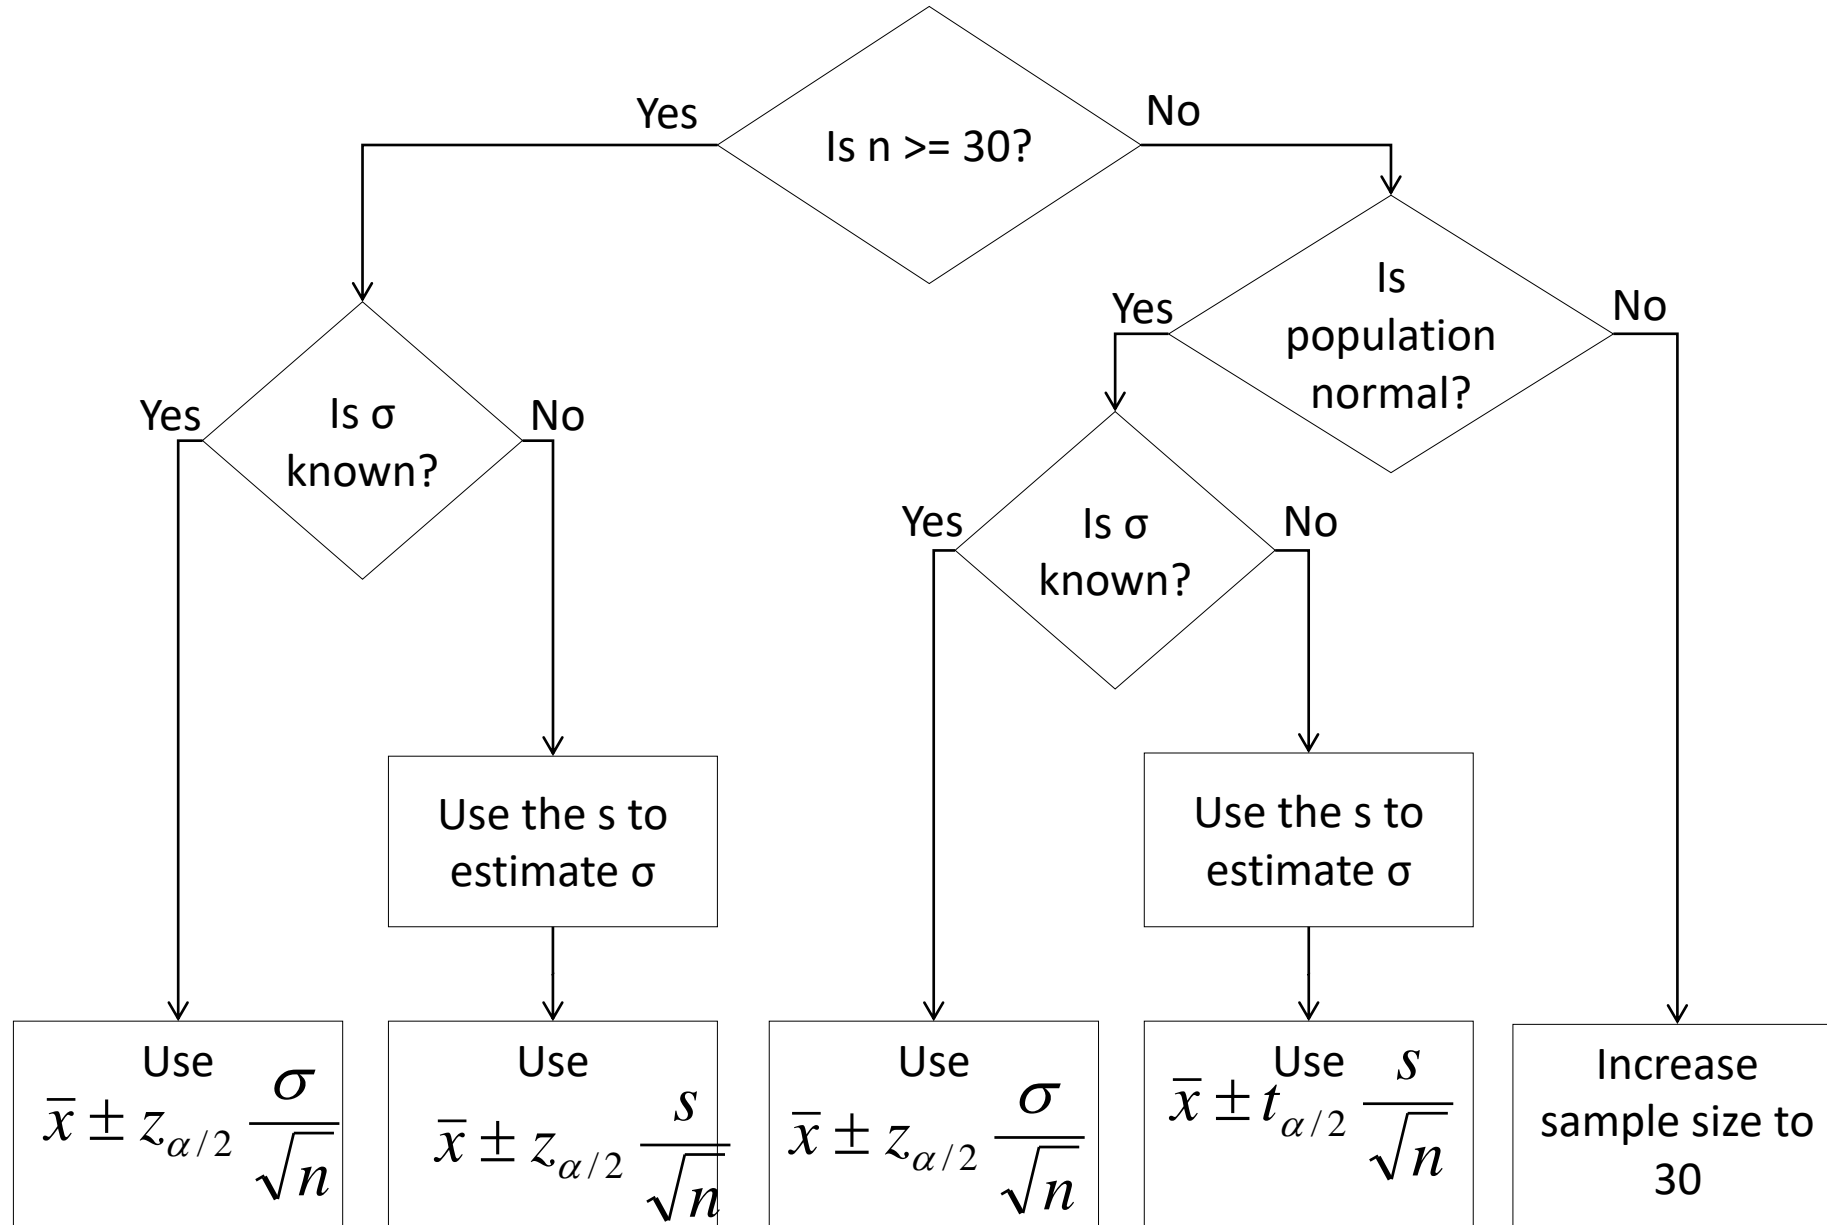 Yes
No
Is n >= 30?
Is
population
normal?
Yes
No
Yes
No
Is σ
known?
Yes
No
Is σ
known?
Use the s to
estimate σ
Use the s to
estimate σ
Use
x̄ ± z_{α/2} σ/√n
Use
x̄ ± z_{α/2} s/√n
Use
x̄ ± z_{α/2} σ/√n
Use
x̄ ± t_{α/2} s/√n
Increase
sample size to
30